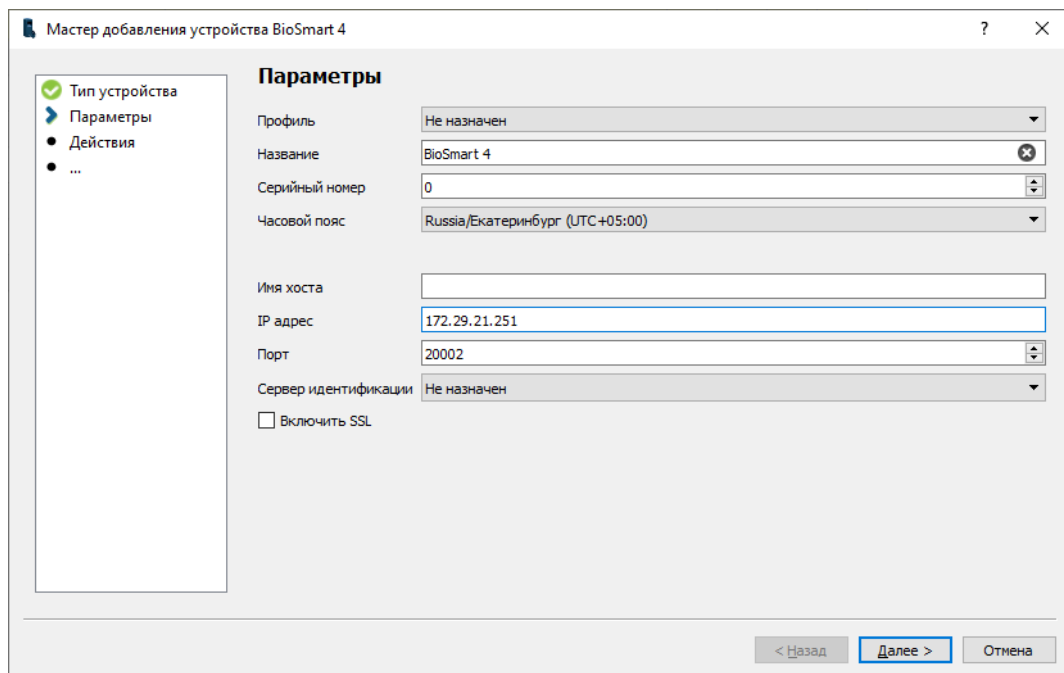 Мастер добавления устройства BioSmart 4
?
Тип устройства
Параметры
Действия
...
Параметры
Профиль Не назначен
Название BioSmart 4
Серийный номер 0
Часовой пояс Russia/Екатеринбург (UTC+05:00)
Имя хоста
IP адрес 172.29.21.251
Порт 20002
Сервер идентификации Не назначен
Включить SSL
< Назад Далее > Отмена